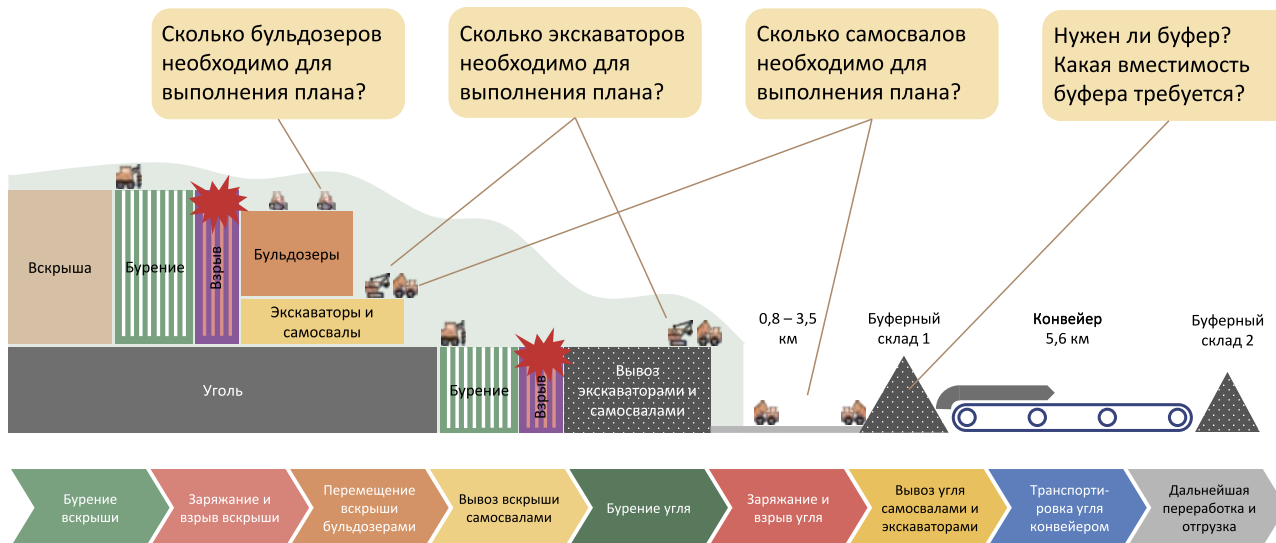 Сколько бульдозеров
необходимо для
выполнения плана?
Сколько экскаваторов
необходимо для
выполнения плана?
Сколько самосвалов
необходимо для
выполнения плана?
Нужен ли буфер?
Какая вместимость
буфера требуется?
Вскрыша
Бурение
Взрыв
Бульдозеры
Экскаваторы и
самосвалы
Уголь
Бурение
Взрыв
Вывоз
экскаваторами и
самосвалами
0,8 – 3,5
км
Буферный
склад 1
Конвейер
5,6 км
Буферный
склад 2
Бурение
вскрыши
Заряжание и
взрыв вскрыши
Перемещение
вскрыши
бульдозерами
Вывоз вскрыши
самосвалами
Бурение угля
Заряжание и
взрыв угля
Вывоз угля
самосвалами и
экскаваторами
Транспорти-
ровка угля
конвейером
Дальнейшая
переработка и
отгрузка